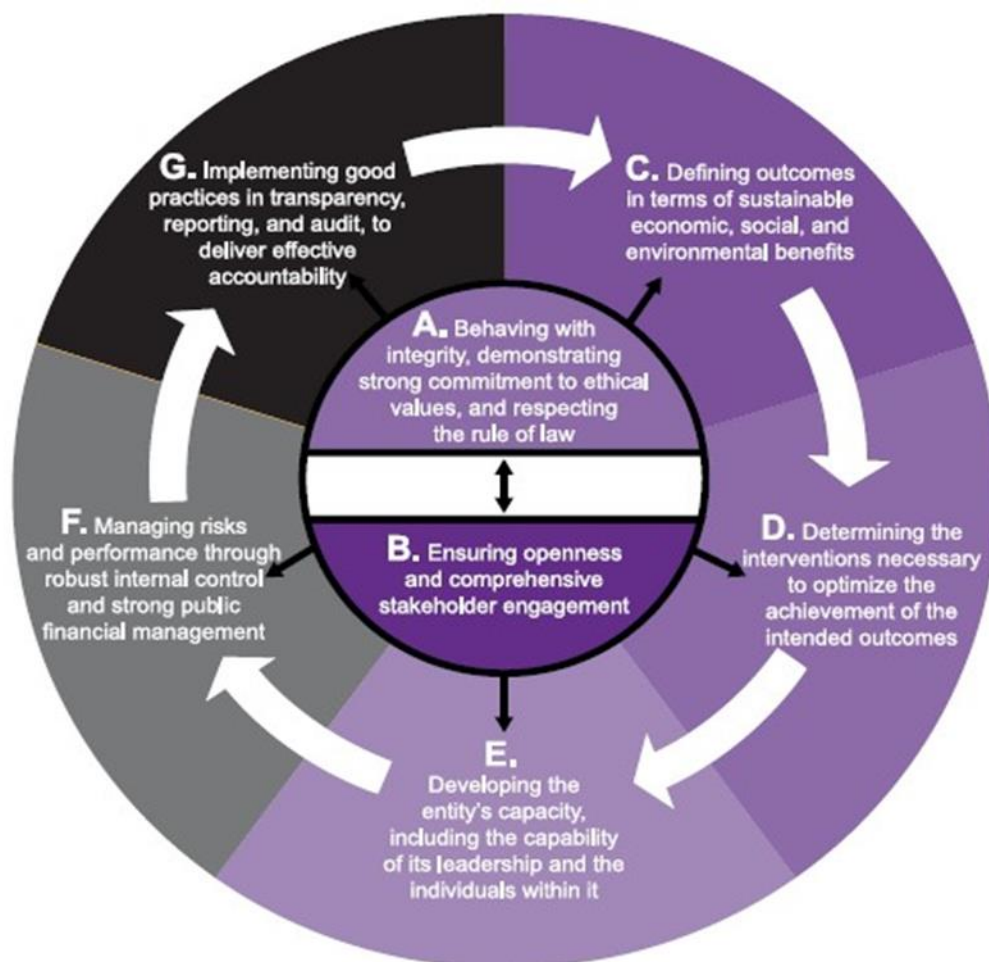 A. Behaving with
integrity, demonstrating
strong commitment to ethical
values, and respecting
the rule of law
B. Ensuring openness
and comprehensive
stakeholder engagement
C. Defining outcomes
in terms of sustainable
economic, social, and
environmental benefits
D. Determining the
interventions necessary
to optimize the
achievement of the
intended outcomes
E.
Developing the
entity's capacity,
including the capability
of its leadership and the
individuals within it
F. Managing risks
and performance through
robust internal control
and strong public
financial management
G. Implementing good
practices in transparency,
reporting, and audit, to
deliver effective
accountability